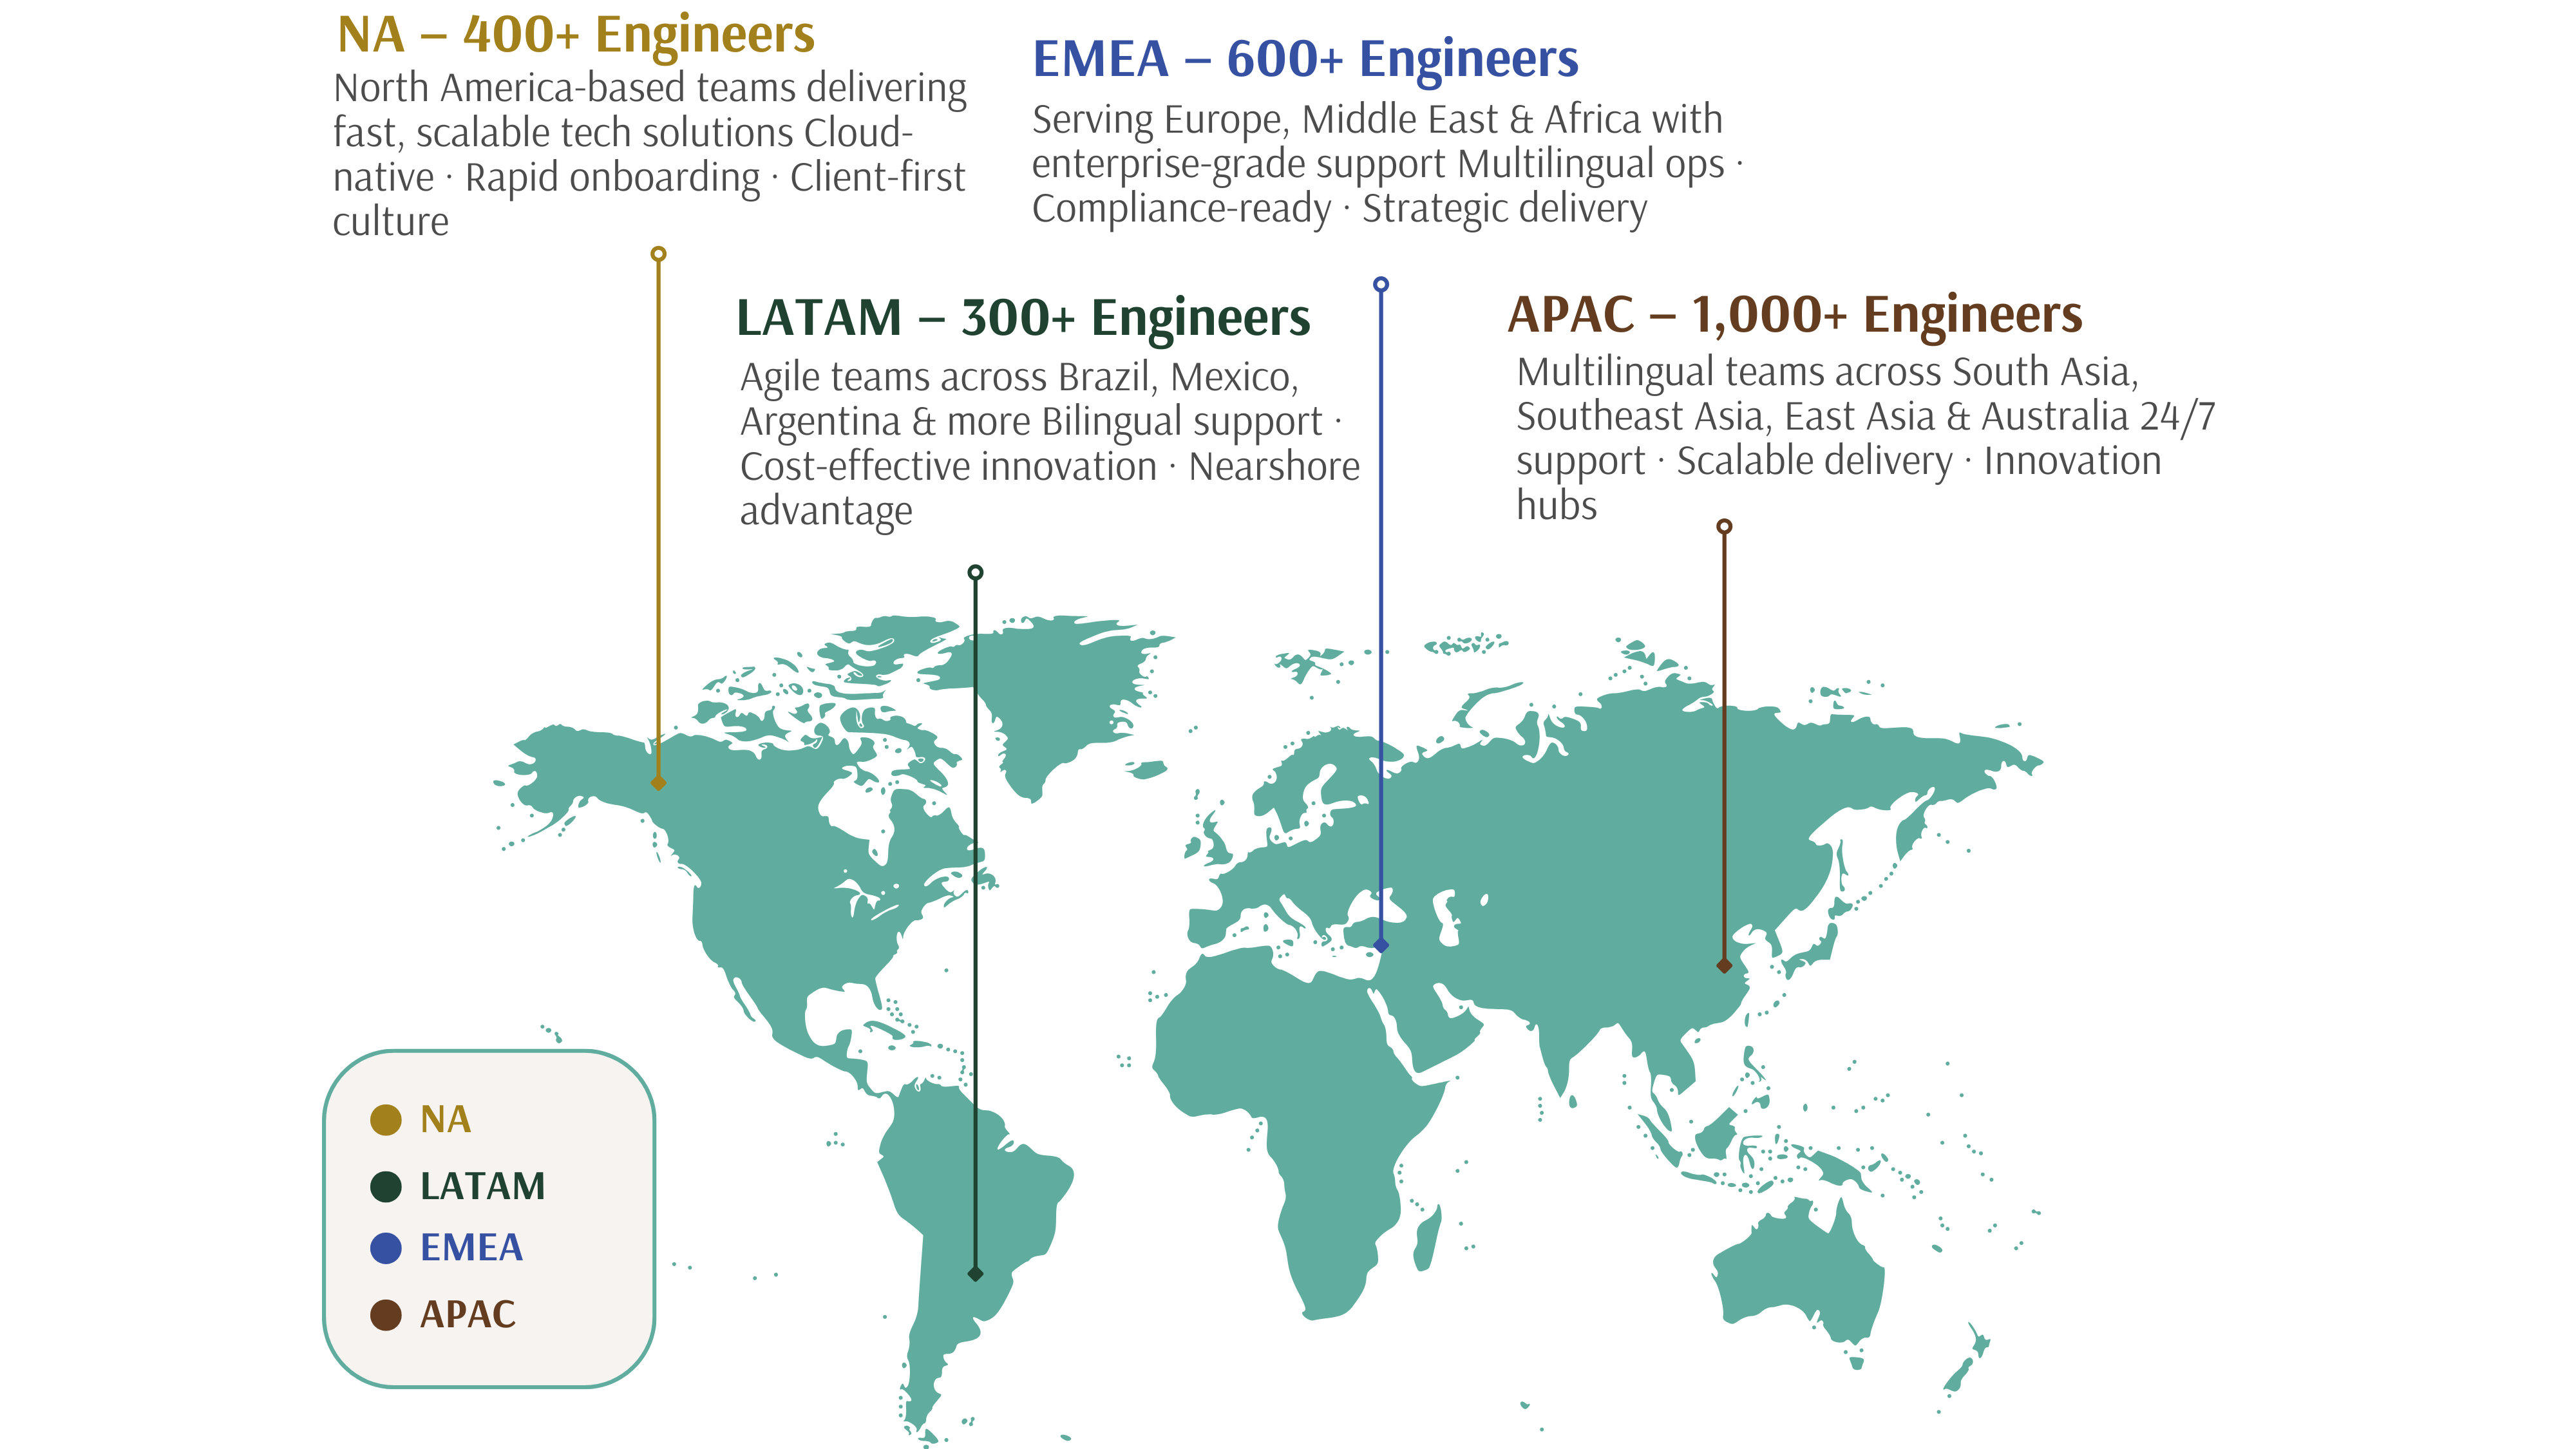 NA – 400+ Engineers
North America-based teams delivering
fast, scalable tech solutions Cloud-
native · Rapid onboarding · Client-first
culture
EMEA – 600+ Engineers
Serving Europe, Middle East & Africa with
enterprise-grade support Multilingual ops ·
Compliance-ready · Strategic delivery
LATAM – 300+ Engineers
Agile teams across Brazil, Mexico,
Argentina & more Bilingual support ·
Cost-effective innovation · Nearshore
advantage
APAC – 1,000+ Engineers
Multilingual teams across South Asia,
Southeast Asia, East Asia & Australia 24/7
support · Scalable delivery · Innovation
hubs
NA
LATAM
EMEA
APAC